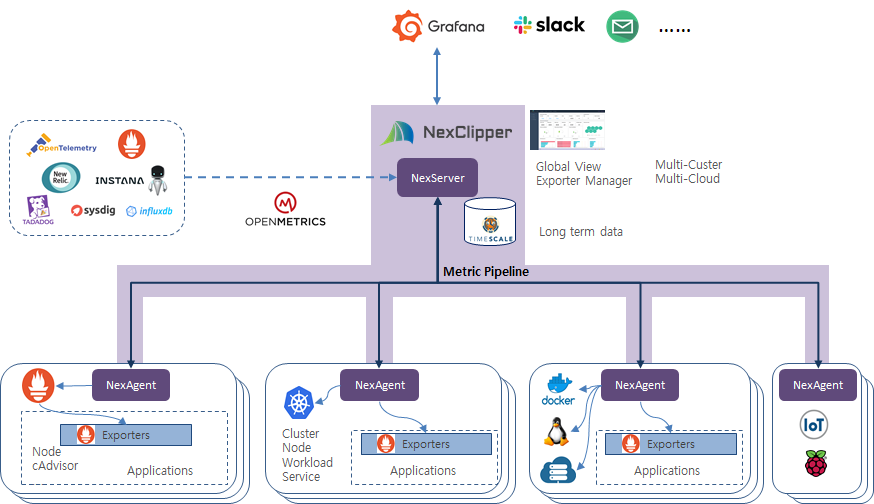 Grafana
slack
......
NexClipper
OpenTelemetry
New Relic.
INSTANA
TADADOG
sysdig
influxdb
NexServer
Global View
Exporter Manager
Multi-Custer
Multi-Cloud
OPENMETRICS
TIMESCALE
Long term data
Metric Pipeline
NexAgent
Exporters
Node
cAdvisor
Applications
NexAgent
Cluster
Node
Workload
Service
Exporters
Applications
NexAgent
docker
Exporters
Applications
NexAgent
IoT